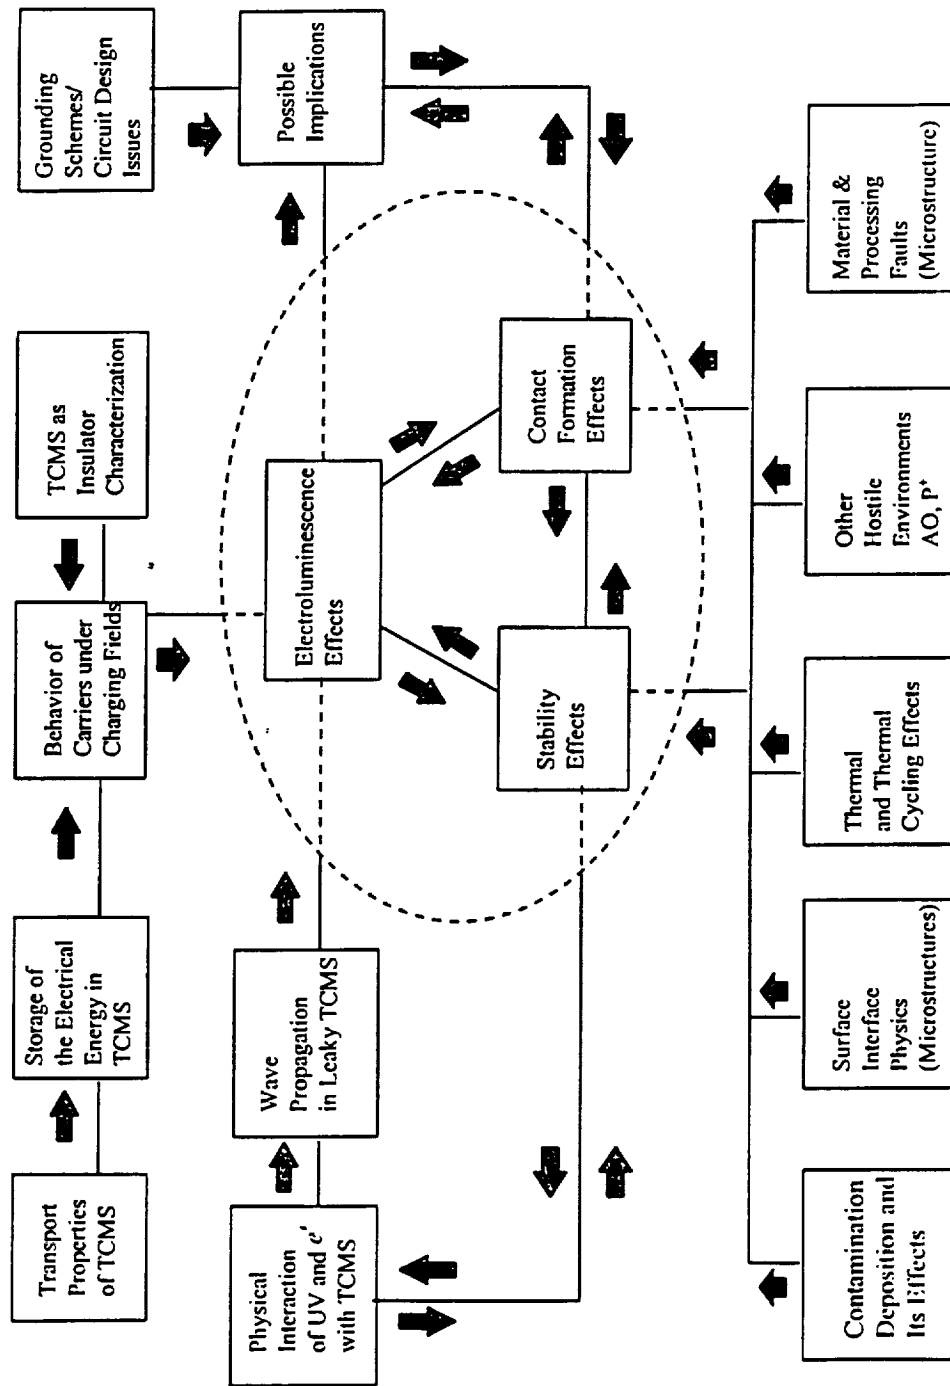 Transport
Properties
of TCMS
Storage of
the Electrical
Energy in
TCMS
Behavior of
Carriers under
Charging Fields
TCMS as
Insulator
Characterization
Grounding
Schemes/
Circuit Design
Issues
Physical
Interaction
of UV and e'
with TCMS
Wave
Propagation
in Leaky TCMS
Electroluminescence
Effects
Possible
Implications
Stability
Effects
Contact
Formation
Effects
Contamination
Deposition and
Its Effects
Surface
Interface
Physics
(Microstructures)
Thermal
and Thermal
Cycling Effects
Other
Hostile
Environments
AO, P⁺
Material &
Processing
Faults
(Microstructure)